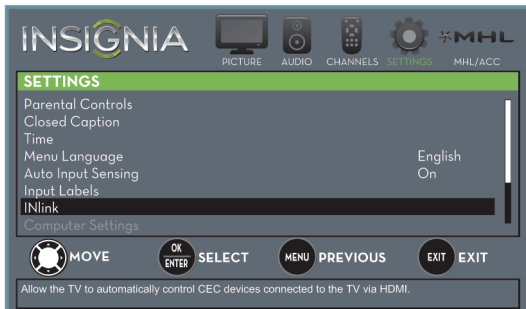 INSIGNIA
PICTURE AUDIO CHANNELS SETTINGS MHL MHL/ACC
SETTINGS
Parental Controls
Closed Caption
Time
Menu Language English
Auto Input Sensing On
Input Labels
INlink
Computer Settings
MOVE OK ENTER SELECT MENU PREVIOUS EXIT EXIT
Allow the TV to automatically control CEC devices connected to the TV via HDMI.